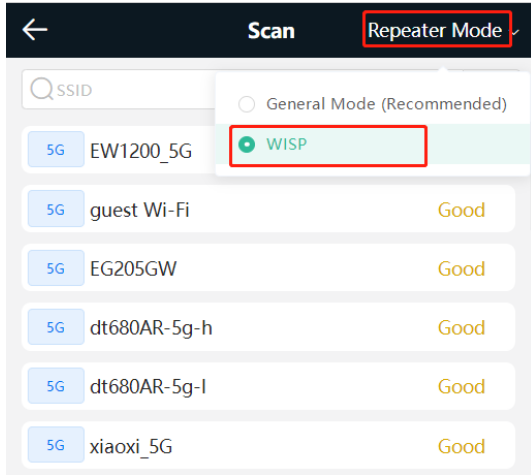 Scan Repeater Mode
SSID
General Mode (Recommended)
WISP
5G EW1200_5G
5G guest Wi-Fi Good
5G EG205GW Good
5G dt680AR-5g-h Good
5G dt680AR-5g-l Good
5G xiaoxi_5G Good